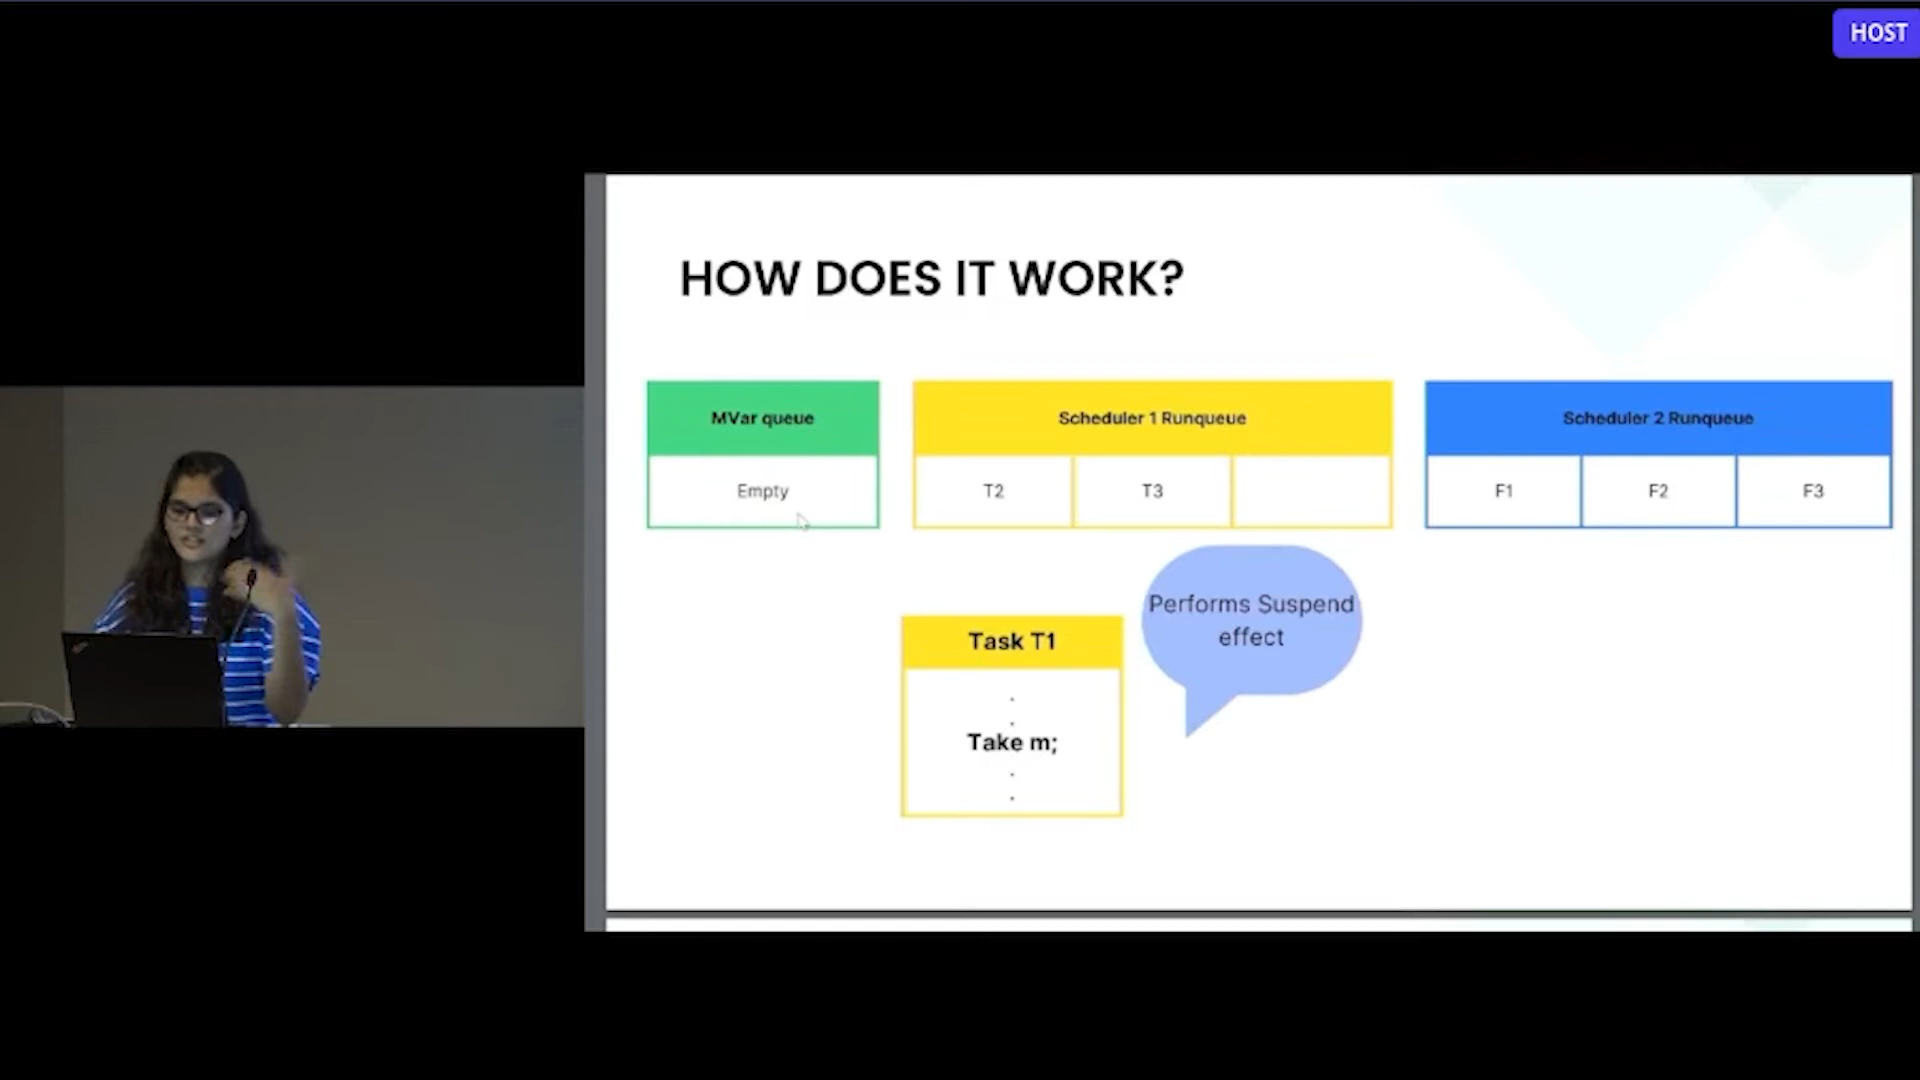 HOST
HOW DOES IT WORK?
MVar queue
Empty
Scheduler 1 Runqueue
T2 T3
Scheduler 2 Runqueue
F1 F2 F3
Performs Suspend
effect
Task T1
.
.
Take m;
.
.